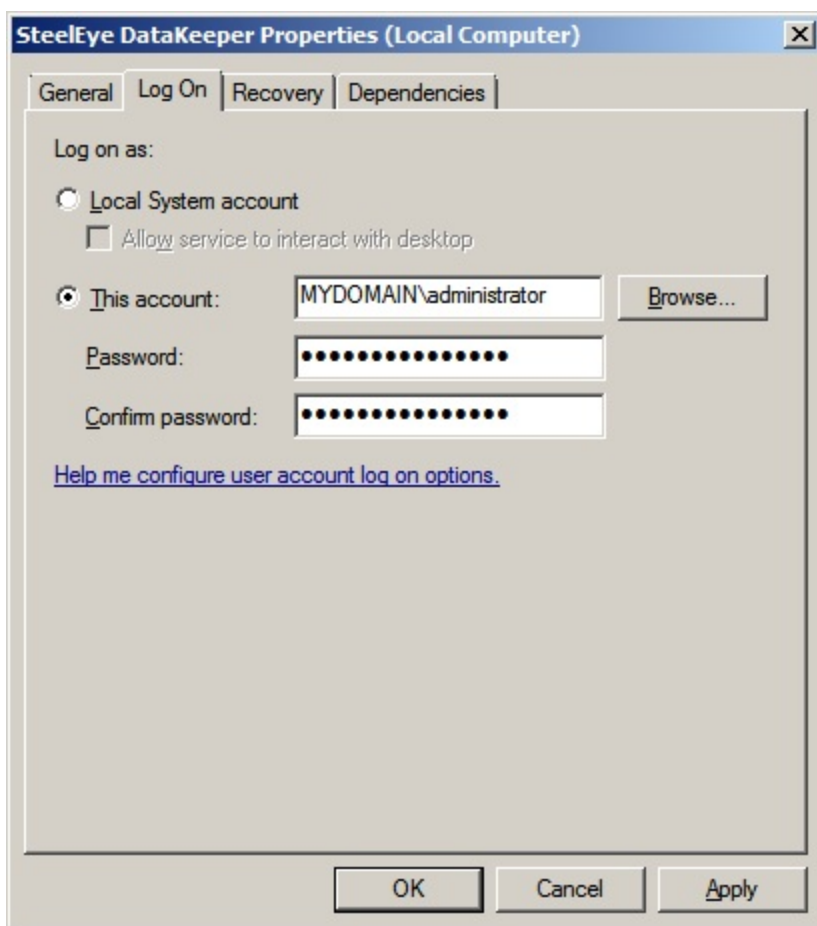 SteelEye DataKeeper Properties (Local Computer)
General Log On Recovery Dependencies
Log on as:
Local System account
Allow service to interact with desktop
This account: MYDOMAIN\administrator Browse...
Password: ●●●●●●●●●●●●●●●
Confirm password: ●●●●●●●●●●●●●●●
Help me configure user account log on options.
OK Cancel Apply